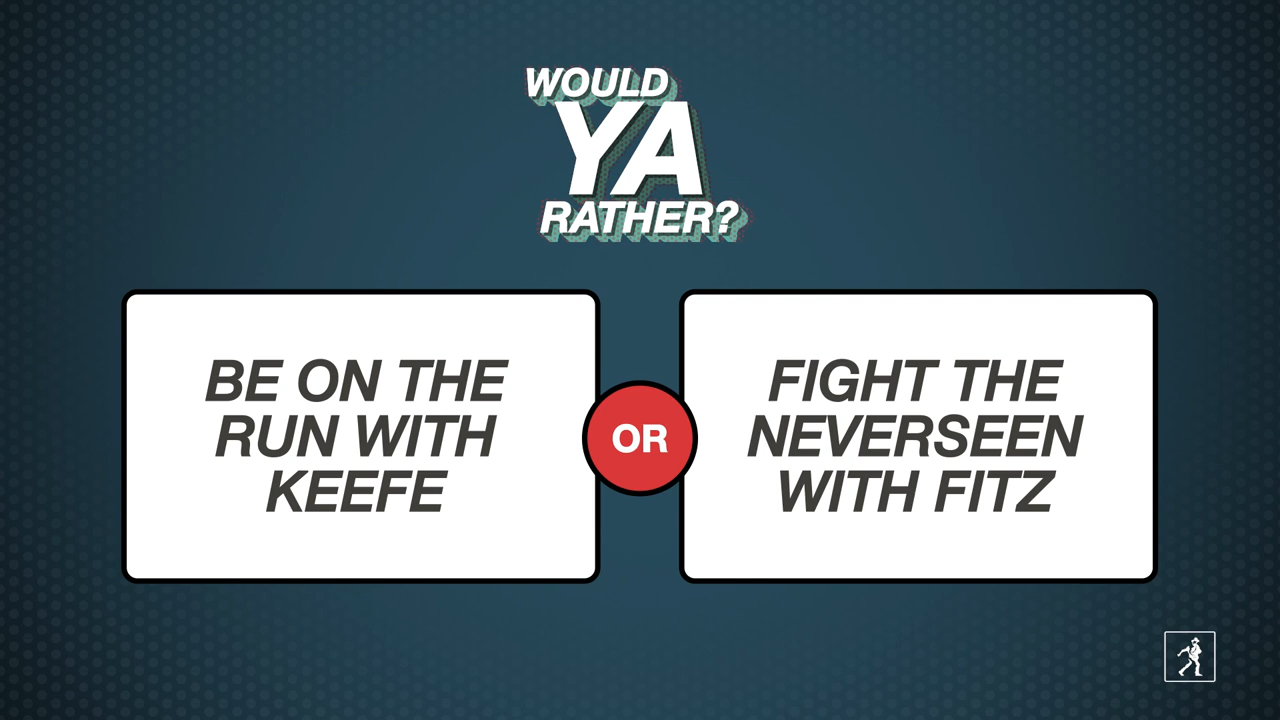 WOULD
YA
RATHER?
BE ON THE
RUN WITH
KEEFE
OR
FIGHT THE
NEVERSEEN
WITH FITZ